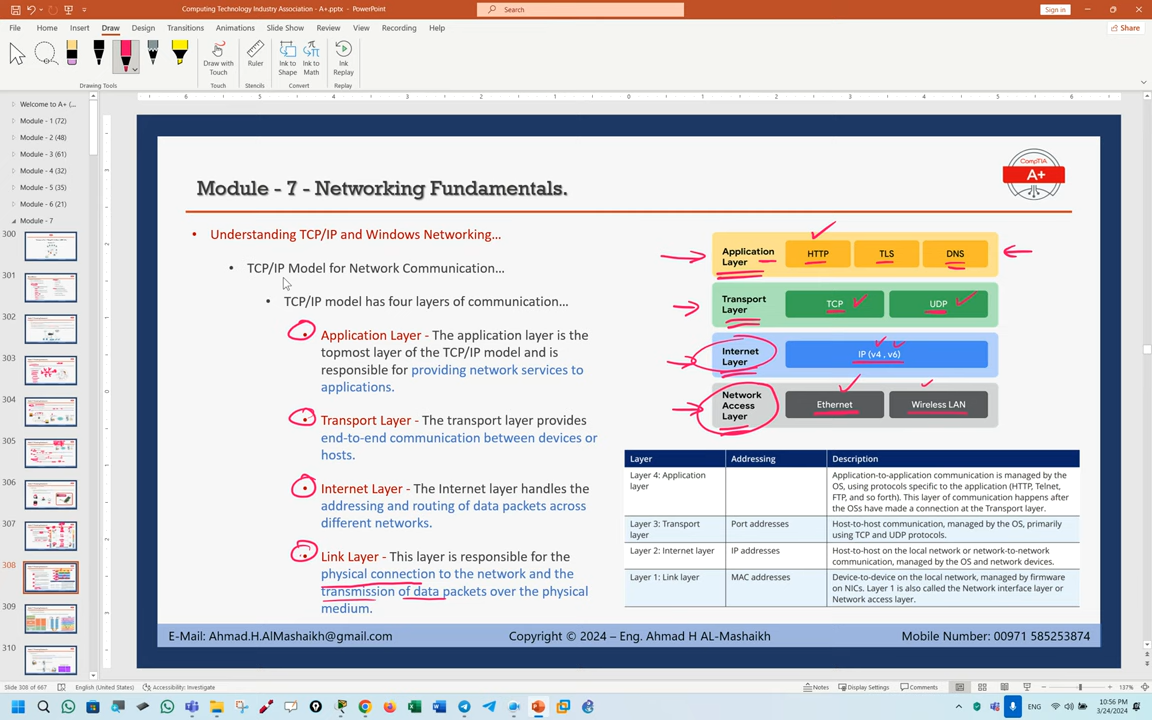 Computing Technology Industry Association - A+.pptx - PowerPoint
Search
Sign in
File
Home
Insert
Draw
Design
Transitions
Animations
Slide Show
Review
View
Recording
Help
Share
Draw with
Touch
Ruler
Ink to
Shape
Ink to
Math
Ink
Replay
Drawing Tools
Touch
Stencils
Convert
Replay
Welcome to A+ (...
Module - 1 (72)
Module - 2 (48)
Module - 3 (61)
Module - 4 (32)
Module - 5 (35)
Module - 6 (21)
Module - 7
300
301
302
303
304
305
306
307
308
309
310
Module - 7 - Networking Fundamentals.
CompTIA
A+
• Understanding TCP/IP and Windows Networking...
• TCP/IP Model for Network Communication...
• TCP/IP model has four layers of communication...
• Application Layer - The application layer is the
topmost layer of the TCP/IP model and is
responsible for providing network services to
applications.
• Transport Layer - The transport layer provides
end-to-end communication between devices or
hosts.
• Internet Layer - The Internet layer handles the
addressing and routing of data packets across
different networks.
• Link Layer - This layer is responsible for the
physical connection to the network and the
transmission of data packets over the physical
medium.
Application
Layer
HTTP
TLS
DNS
Transport
Layer
TCP
UDP
Internet
Layer
IP (v4 , v6)
Network
Access
Layer
Ethernet
Wireless LAN
Layer Addressing Description
Layer 4: Application
layer
Application-to-application communication is managed by the
OS, using protocols specific to the application (HTTP, Telnet,
FTP, and so forth). This layer of communication happens after
the OSs have made a connection at the Transport layer.
Layer 3: Transport
layer
Port addresses
Host-to-host communication, managed by the OS, primarily
using TCP and UDP protocols.
Layer 2: Internet layer
IP addresses
Host-to-host on the local network or network-to-network
communication, managed by the OS and network devices.
Layer 1: Link layer
MAC addresses
Device-to-device on the local network, managed by firmware
on NICs. Layer 1 is also called the Network interface layer or
Network access layer.
E-Mail: Ahmad.H.AlMashaikh@gmail.com
Copyright © 2024 – Eng. Ahmad H AL-Mashaikh
Mobile Number: 00971 585253874
Slide 308 of 667
English (United States)
Accessibility: Investigate
Notes
Display Settings
Comments
137%
ENG
10:56 PM
3/24/2024